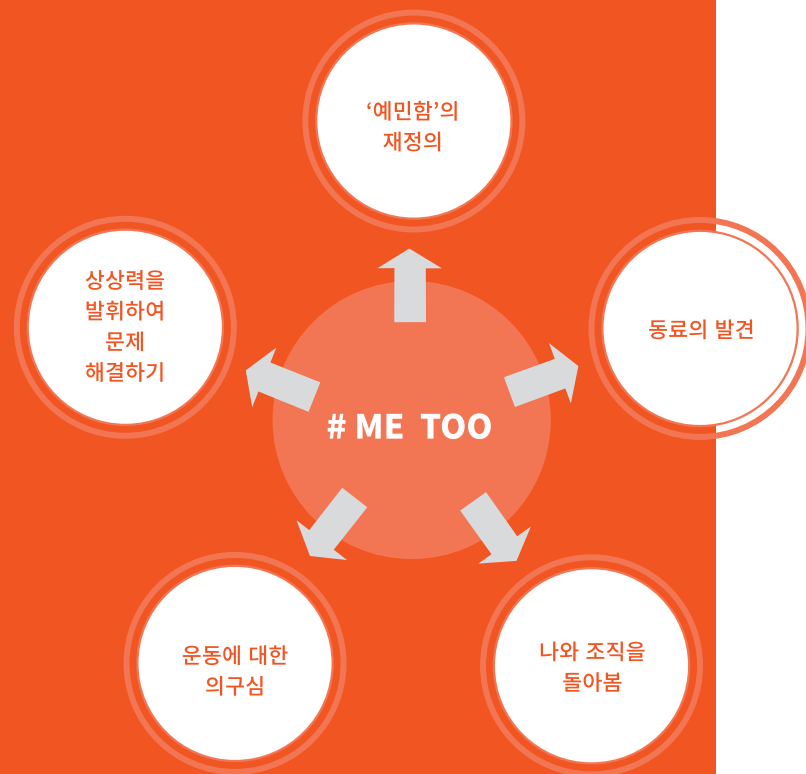 ‘예민함’의
재정의
상상력을
발휘하여
문제
해결하기
동료의 발견
# ME TOO
운동에 대한
의구심
나와 조직을
돌아봄